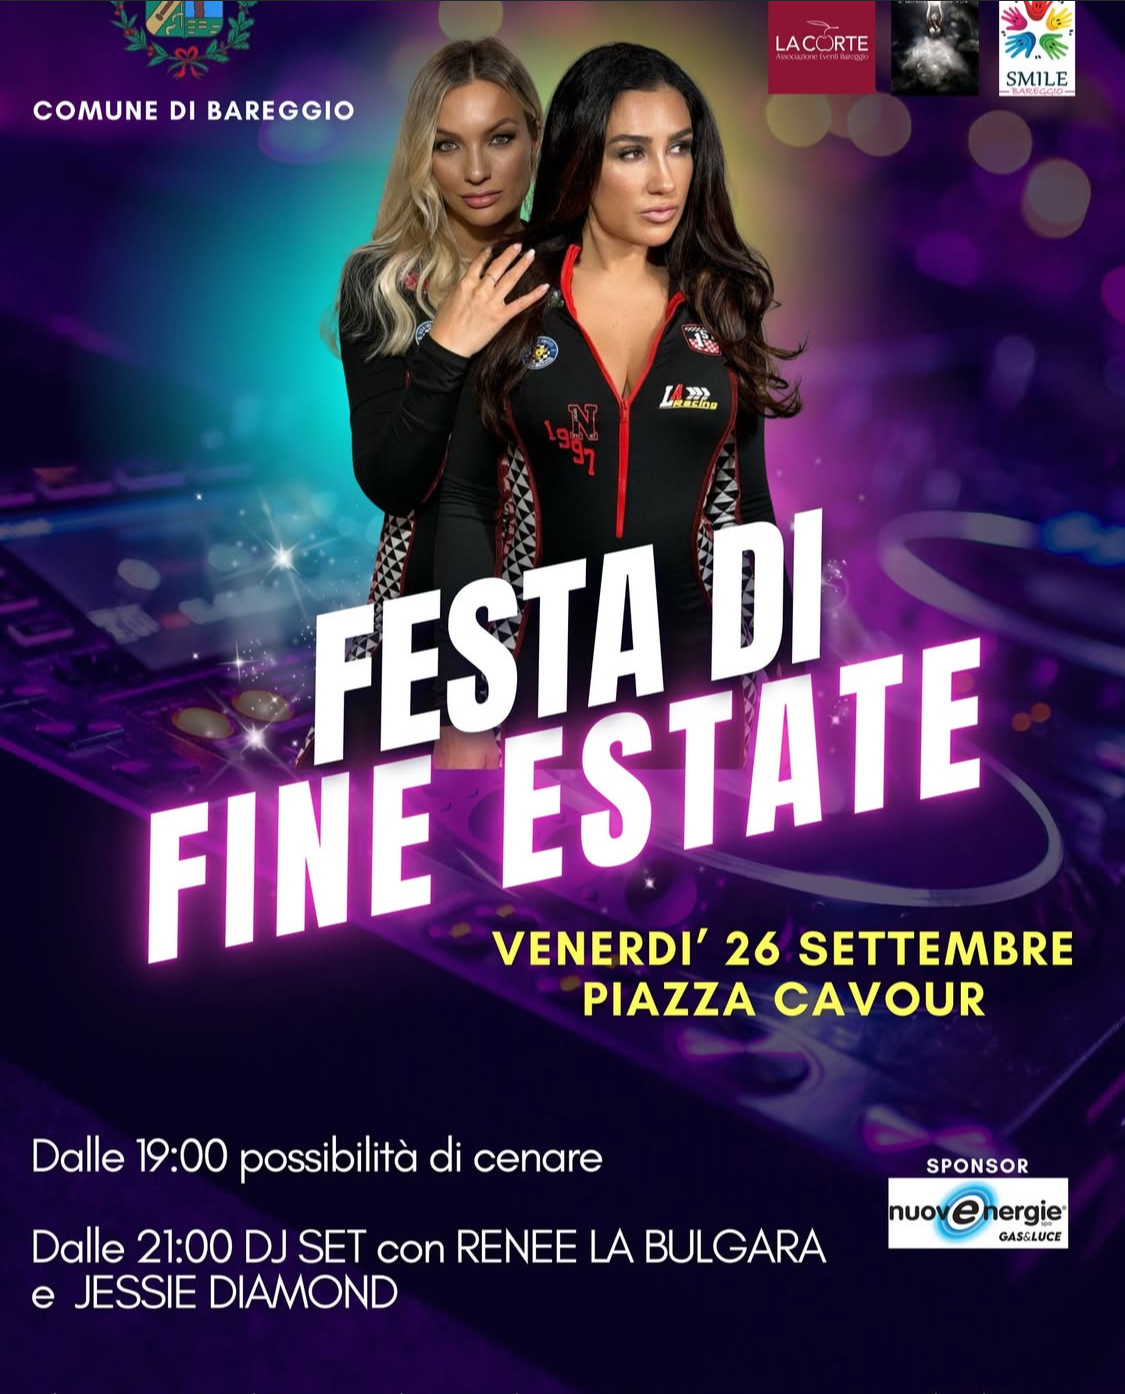 COMUNE DI BAREGGIO
LA CORTE
Associazione Eventi Bareggio
SMILE
BAREGGIO
N
1997
L4
Racing
FESTA DI
FINE ESTATE
VENERDI’ 26 SETTEMBRE
PIAZZA CAVOUR
Dalle 19:00 possibilità di cenare
Dalle 21:00 DJ SET con RENEE LA BULGARA
e JESSIE DIAMOND
SPONSOR
nuovenergie
spa
GAS&LUCE